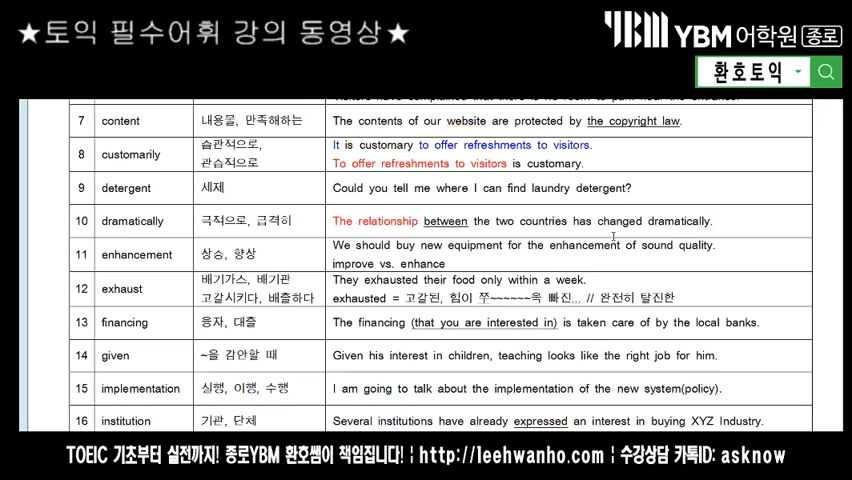 ★토익 필수어휘 강의 동영상★
YBM YBM어학원 종로
환호토익
7 content 내용물, 만족해하는 The contents of our website are protected by the copyright law.
8 customarily 습관적으로, 관습적으로 It is customary to offer refreshments to visitors.
To offer refreshments to visitors is customary.
9 detergent 세제 Could you tell me where I can find laundry detergent?
10 dramatically 극적으로, 급격히 The relationship between the two countries has changed dramatically.
11 enhancement 상승, 향상 We should buy new equipment for the enhancement of sound quality.
improve vs. enhance
12 exhaust 배기가스, 배기관 They exhausted their food only within a week.
고갈시키다, 배출하다 exhausted = 고갈된, 힘이 쭈~~~~~~욱 빠진... // 완전히 탈진한
13 financing 융자, 대출 The financing (that you are interested in) is taken care of by the local banks.
14 given ~을 감안할 때 Given his interest in children, teaching looks like the right job for him.
15 implementation 실행, 이행, 수행 I am going to talk about the implementation of the new system(policy).
16 institution 기관, 단체 Several institutions have already expressed an interest in buying XYZ Industry.
TOEIC 기초부터 실전까지! 종로YBM 환호쌤이 책임집니다! ¦ http://leehwanho.com ¦ 수강상담 카톡ID: asknow